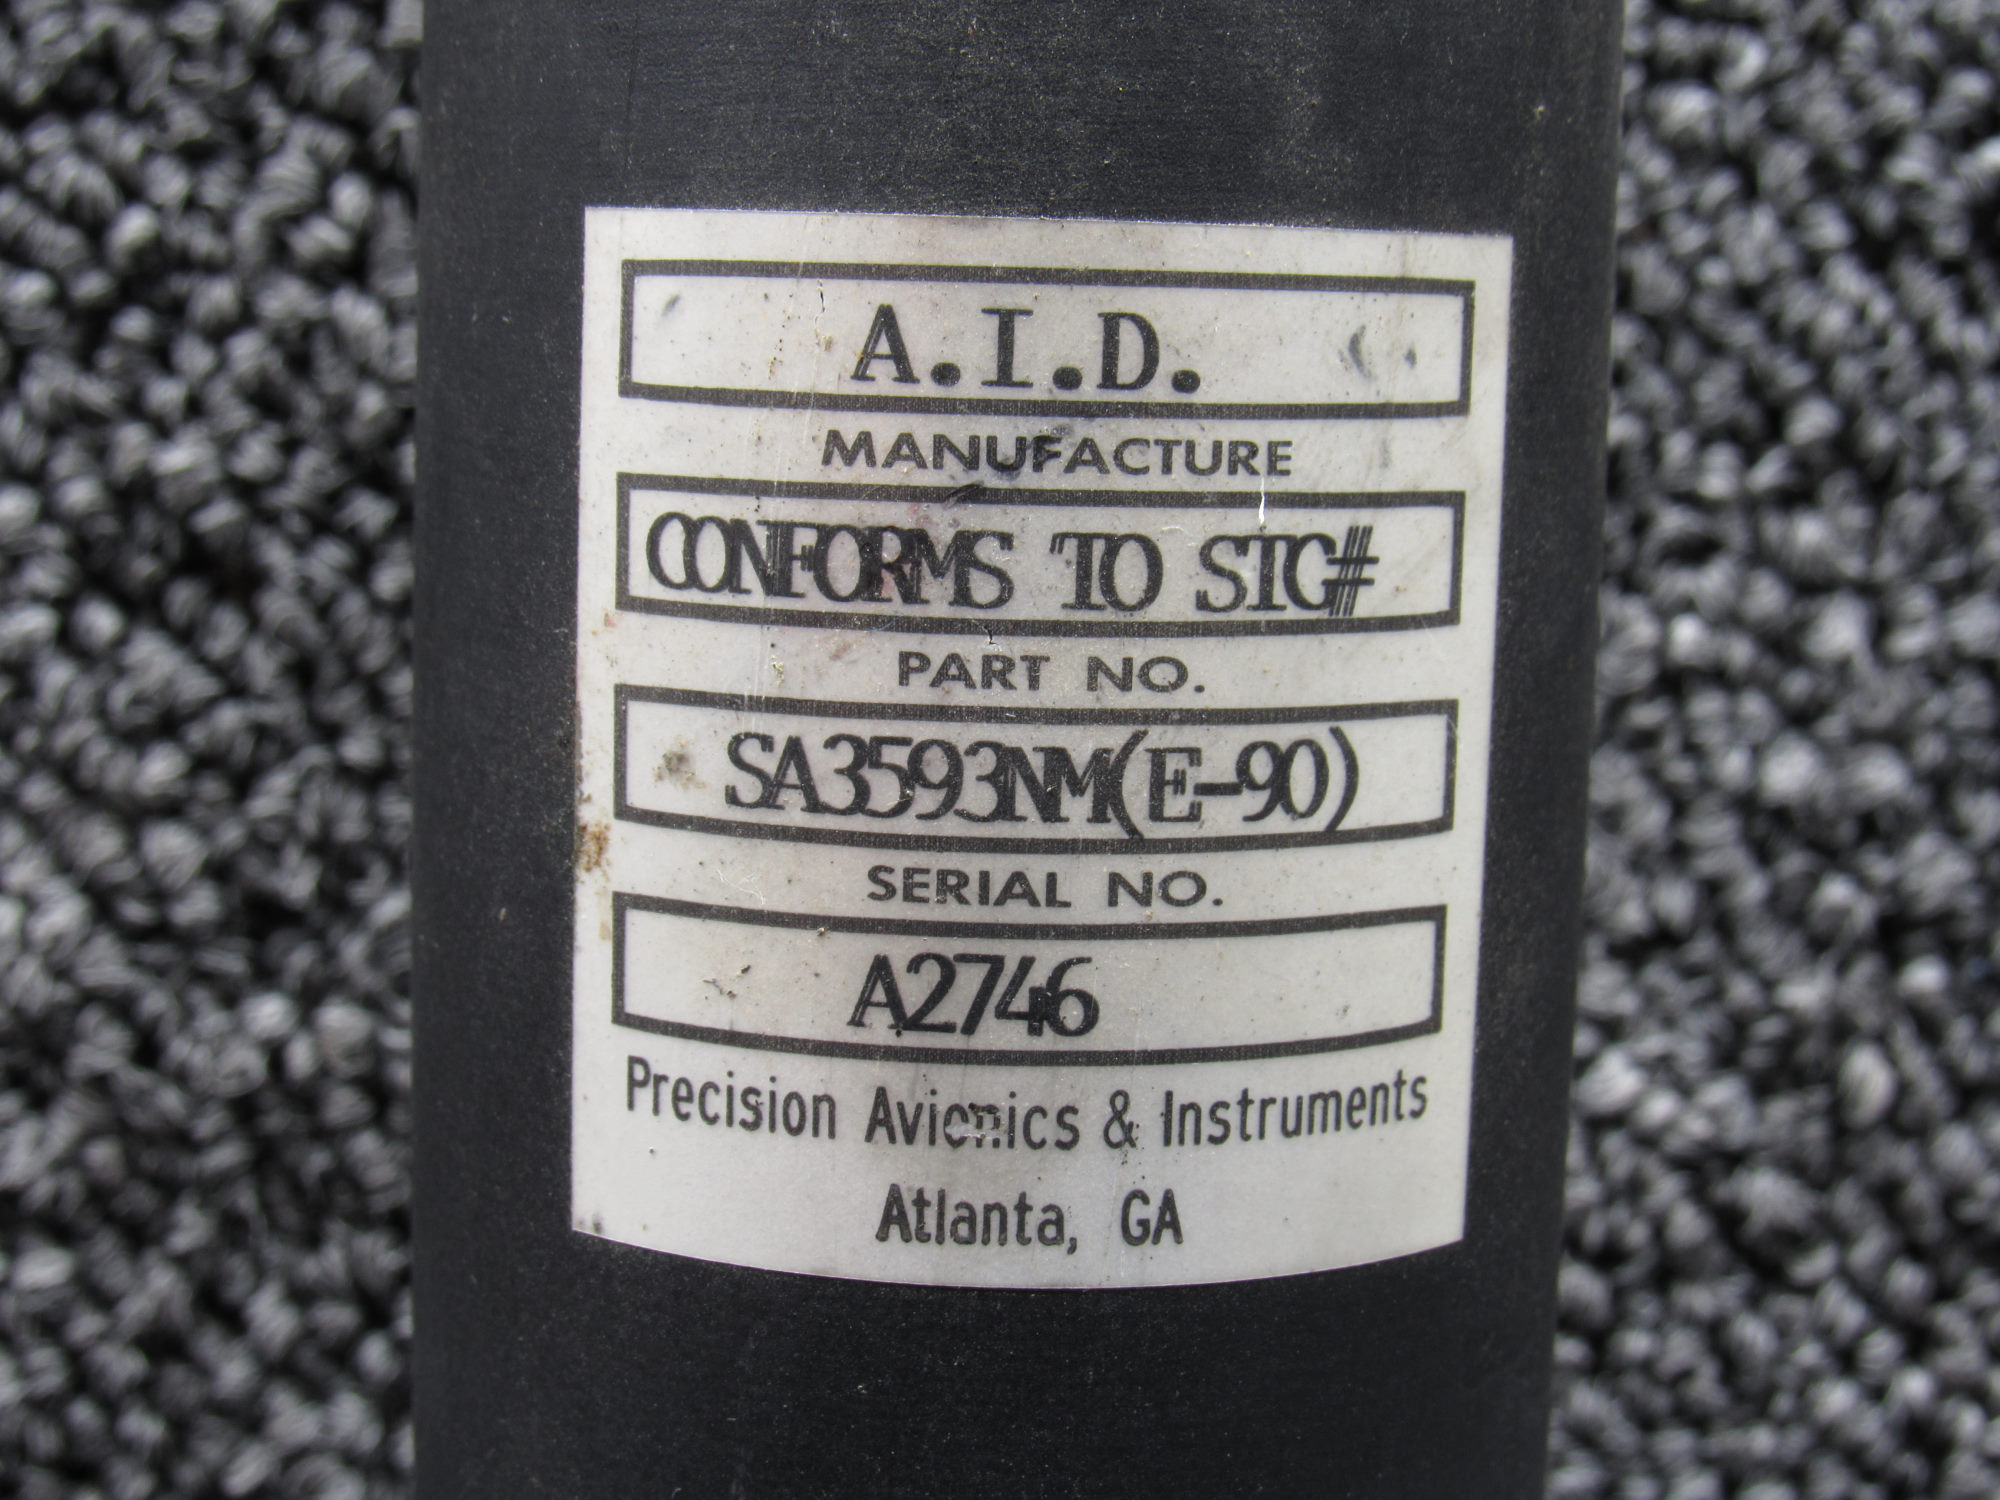 A.I.D.
MANUFACTURE
CONFORMS TO STC#
PART NO.
SA3593NM(E-90)
SERIAL NO.
A2746
Precision Avionics & Instruments
Atlanta, GA